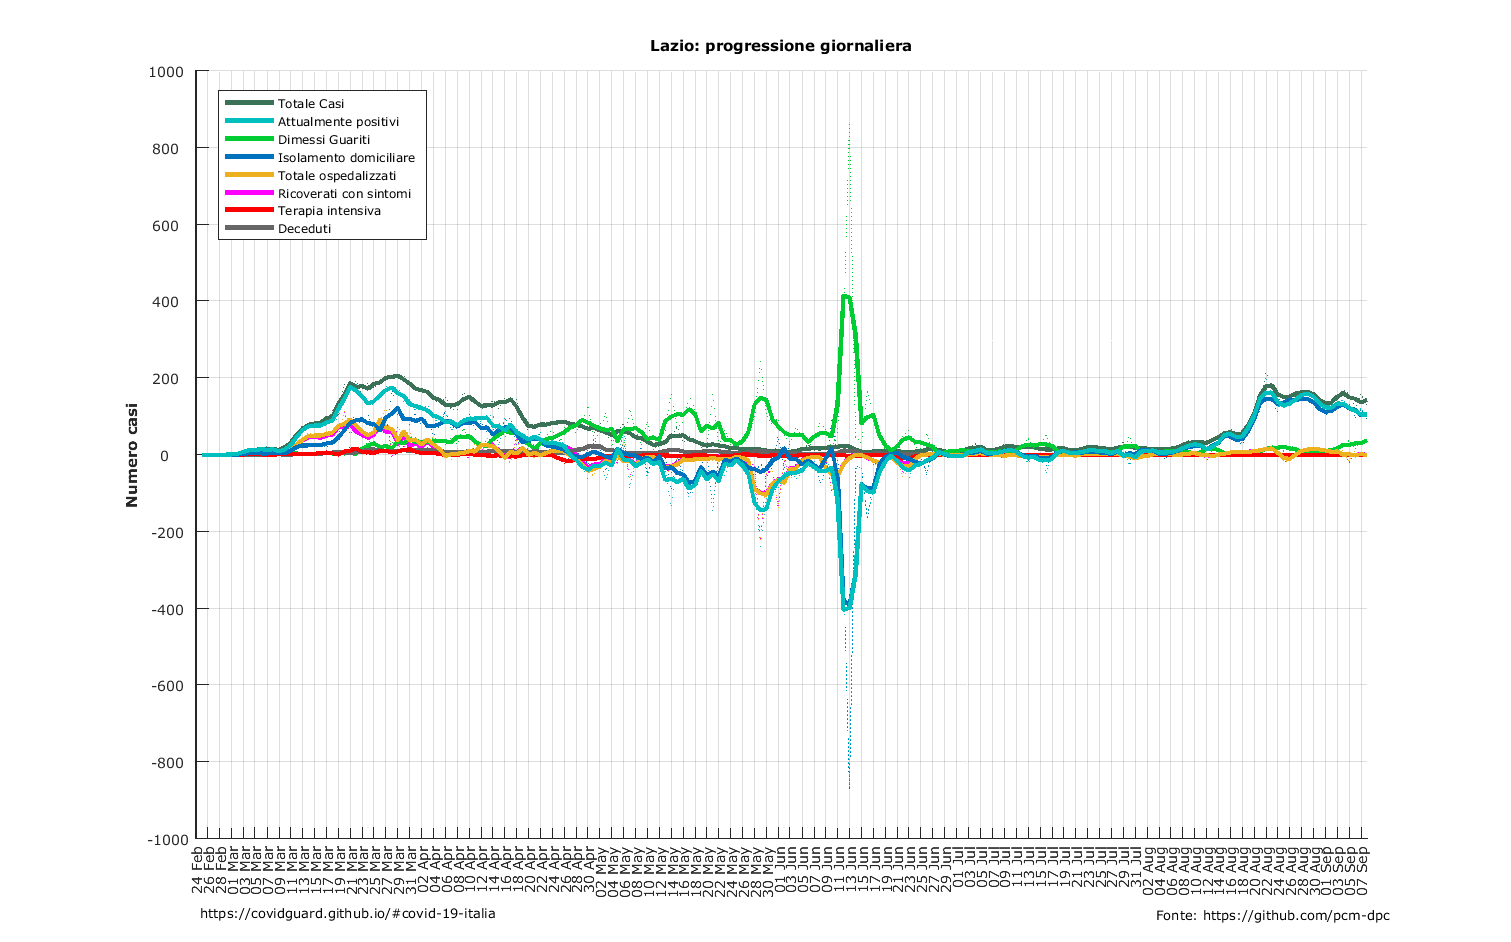 Lazio: progressione giornaliera
1000
800
600
400
200
0
-200
-400
-600
-800
-1000
Numero casi
Totale Casi
Attualmente positivi
Dimessi Guariti
Isolamento domiciliare
Totale ospedalizzati
Ricoverati con sintomi
Terapia intensiva
Deceduti
24 Feb
26 Feb
28 Feb
01 Mar
03 Mar
05 Mar
07 Mar
09 Mar
11 Mar
13 Mar
15 Mar
17 Mar
19 Mar
21 Mar
23 Mar
25 Mar
27 Mar
29 Mar
31 Mar
02 Apr
04 Apr
06 Apr
08 Apr
10 Apr
12 Apr
14 Apr
16 Apr
18 Apr
20 Apr
22 Apr
24 Apr
26 Apr
28 Apr
30 Apr
02 May
04 May
06 May
08 May
10 May
12 May
14 May
16 May
18 May
20 May
22 May
24 May
26 May
28 May
30 May
01 Jun
03 Jun
05 Jun
07 Jun
09 Jun
11 Jun
13 Jun
15 Jun
17 Jun
19 Jun
21 Jun
23 Jun
25 Jun
27 Jun
29 Jun
01 Jul
03 Jul
05 Jul
07 Jul
09 Jul
11 Jul
13 Jul
15 Jul
17 Jul
19 Jul
21 Jul
23 Jul
25 Jul
27 Jul
29 Jul
31 Jul
02 Aug
04 Aug
06 Aug
08 Aug
10 Aug
12 Aug
14 Aug
16 Aug
18 Aug
20 Aug
22 Aug
24 Aug
26 Aug
28 Aug
30 Aug
01 Sep
03 Sep
05 Sep
07 Sep
https://covidguard.github.io/#covid-19-italia
Fonte: https://github.com/pcm-dpc